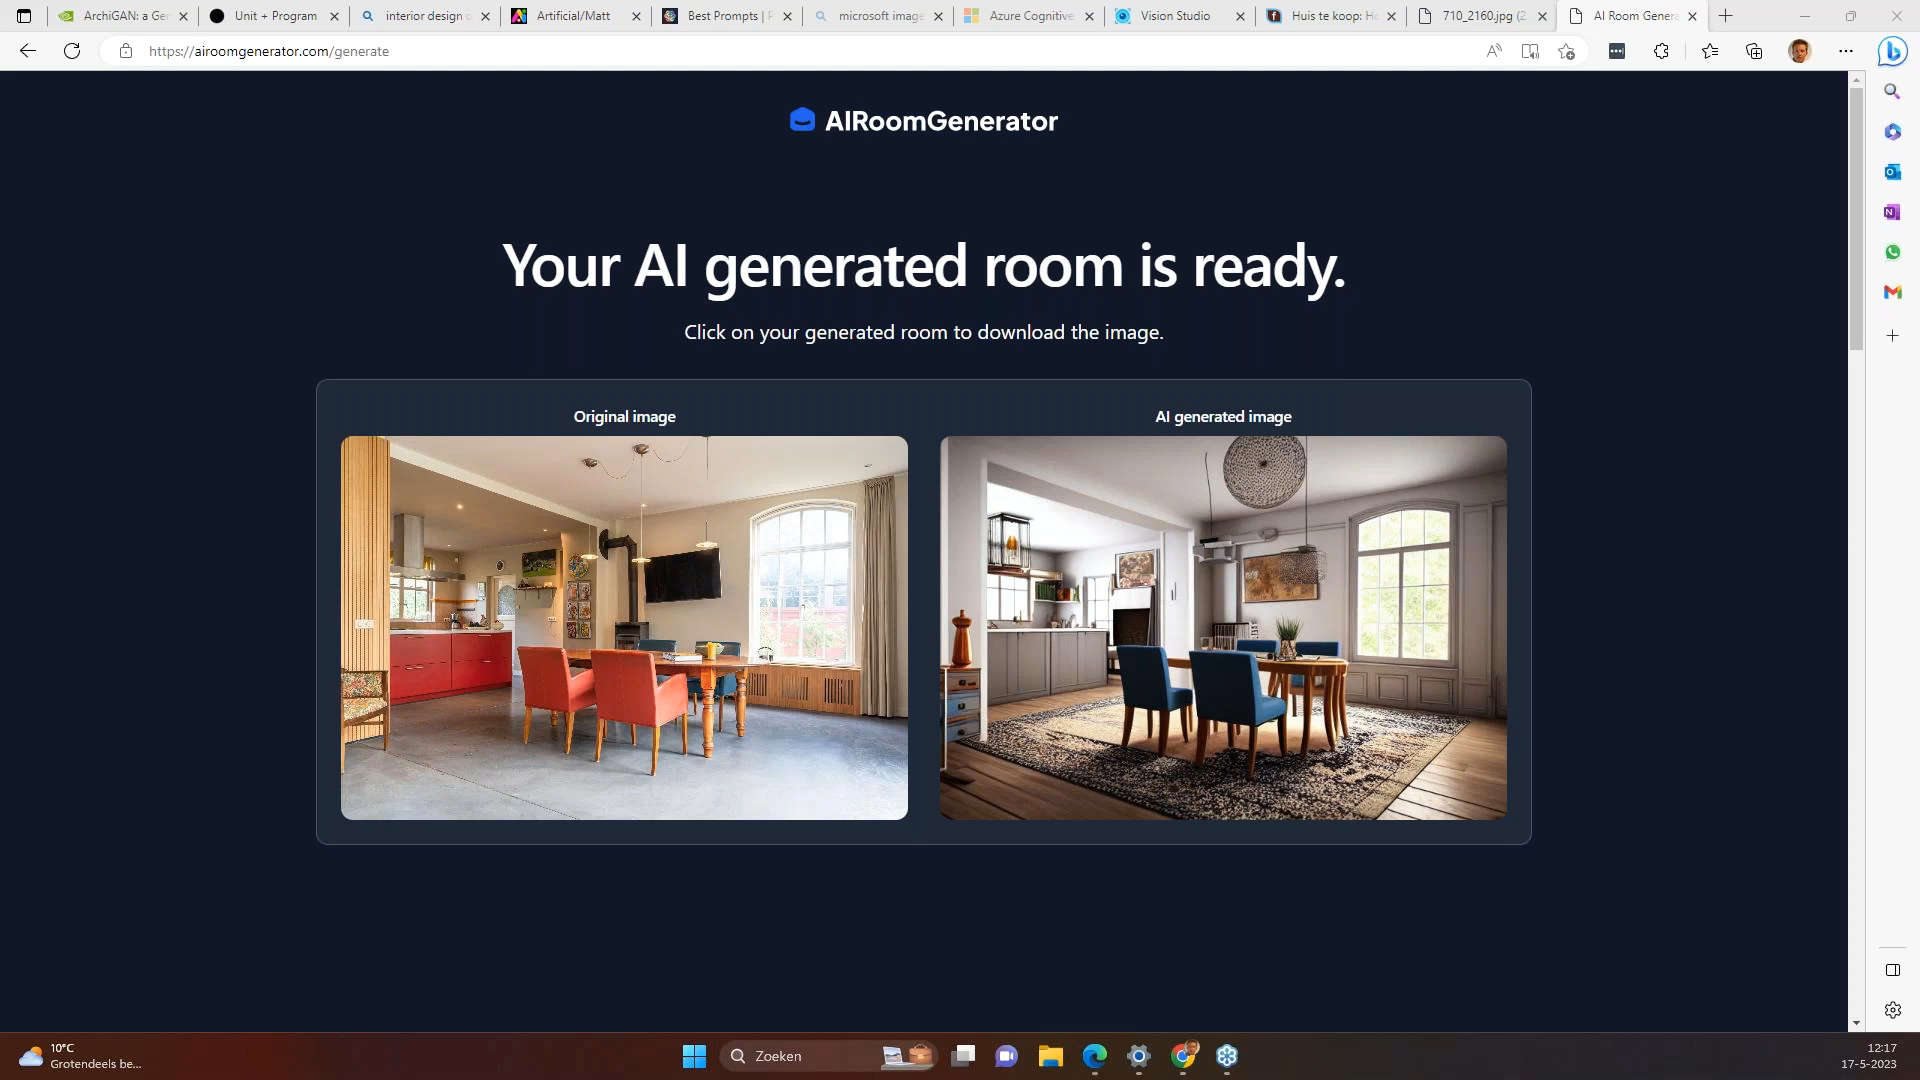 ArchiGAN: a Ge
Unit + Program
interior design c
Artificial/Matt
Best Prompts | P
microsoft image
Azure Cognitive
Vision Studio
Huis te koop: Ho
710_2160.jpg (2
AI Room Genera
https://airoomgenerator.com/generate
AIRoomGenerator
Your AI generated room is ready.
Click on your generated room to download the image.
Original image
AI generated image
10°C
Grotendeels be...
Zoeken
12:17
17-5-2023